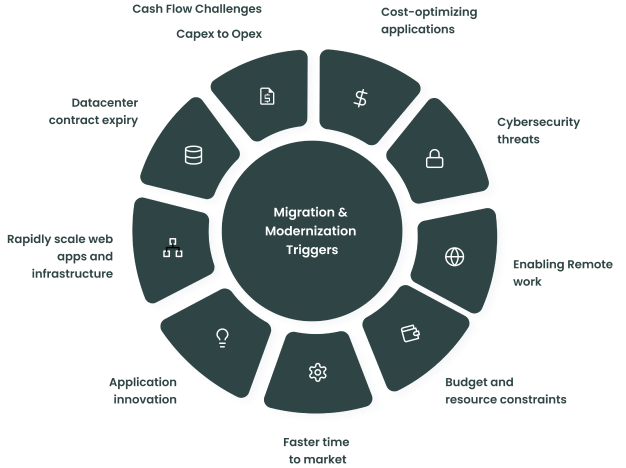 Cash Flow Challenges
Capex to Opex
Cost-optimizing
applications
Cybersecurity
threats
Enabling Remote
work
Budget and
resource constraints
Faster time
to market
Application
innovation
Rapidly scale web
apps and
infrastructure
Datacenter
contract expiry
Migration &
Modernization
Triggers